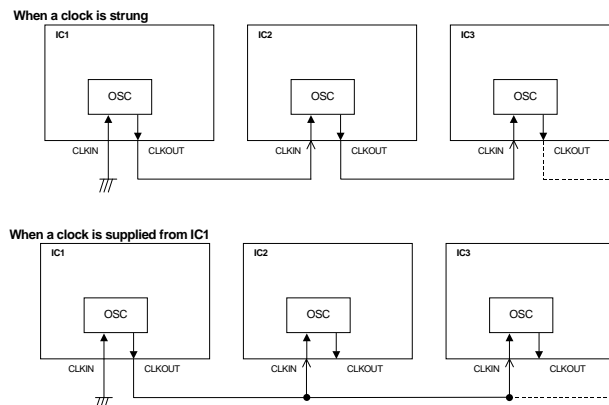 When a clock is strung
IC1 IC2 IC3
OSC OSC OSC
CLKIN CLKOUT CLKIN CLKOUT CLKIN CLKOUT
When a clock is supplied from IC1
IC1 IC2 IC3
OSC OSC OSC
CLKIN CLKOUT CLKIN CLKOUT CLKIN CLKOUT